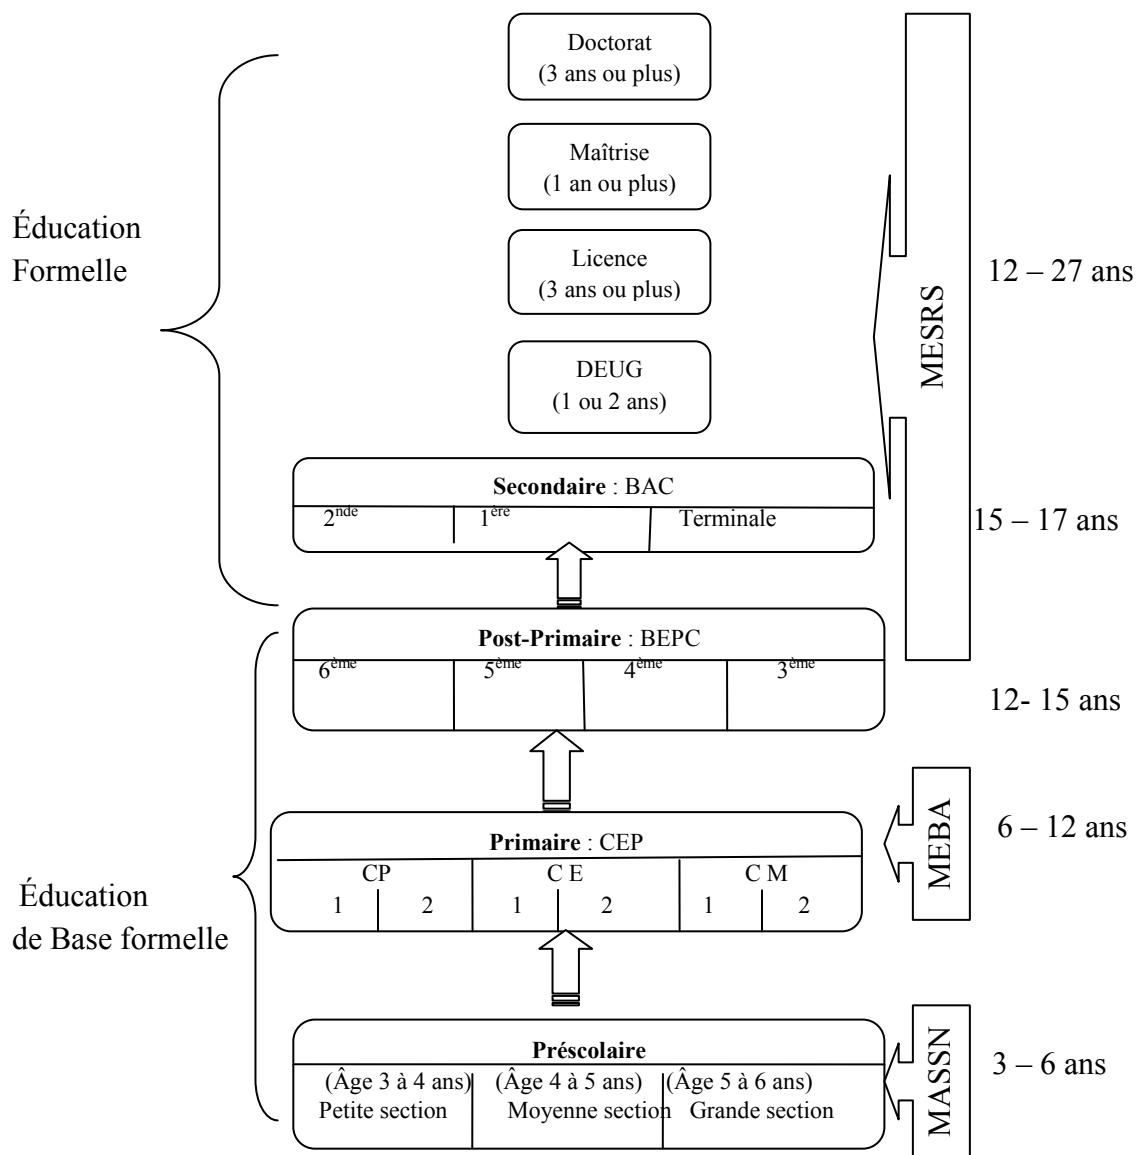 Doctorat
(3 ans ou plus)
Maîtrise
(1 an ou plus)
Éducation
Formelle
Licence
(3 ans ou plus)
12 – 27 ans
MESRS
DEUG
(1 ou 2 ans)
Secondaire : BAC
2nde 1ère Terminale
15 – 17 ans
Post-Primaire : BEPC
6ème 5ème 4ème 3ème
12- 15 ans
MEBA
6 – 12 ans
Primaire : CEP
CP C E C M
1 2 1 2 1 2
Éducation
de Base formelle
Préscolaire
(Âge 3 à 4 ans) (Âge 4 à 5 ans) (Âge 5 à 6 ans)
Petite section Moyenne section Grande section
MASSN
3 – 6 ans